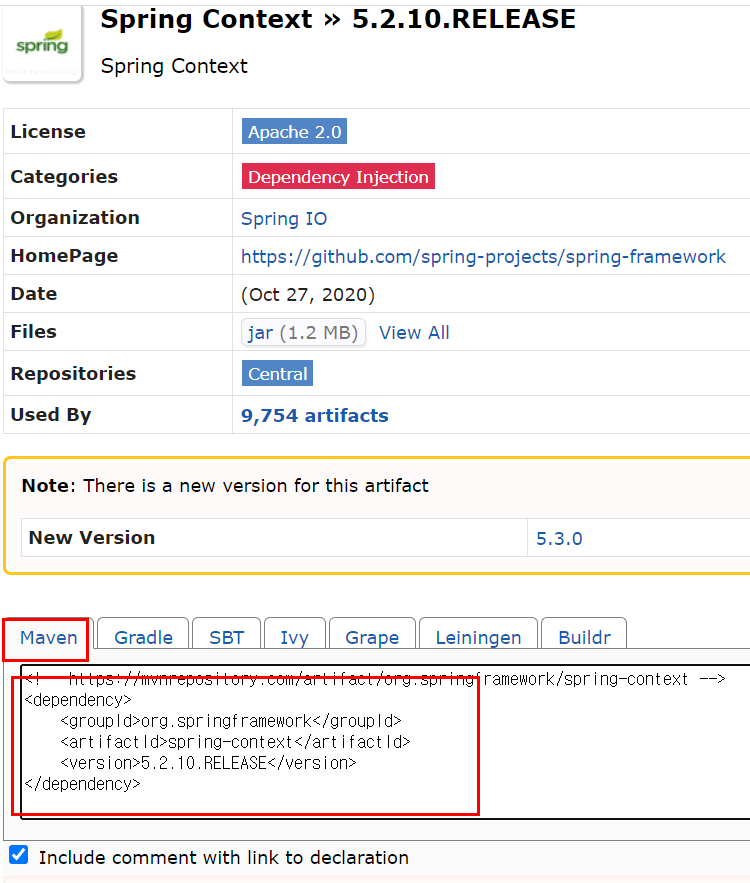 Spring Context » 5.2.10.RELEASE
spring
Spring Context
License Apache 2.0
Categories Dependency Injection
Organization Spring IO
HomePage https://github.com/spring-projects/spring-framework
Date (Oct 27, 2020)
Files jar (1.2 MB) View All
Repositories Central
Used By 9,754 artifacts
Note: There is a new version for this artifact
New Version 5.3.0
Maven Gradle SBT Ivy Grape Leiningen Buildr
<!-- https://mvnrepository.com/artifact/org.springframework/spring-context -->
<dependency>
<groupId>org.springframework</groupId>
<artifactId>spring-context</artifactId>
<version>5.2.10.RELEASE</version>
</dependency>
Include comment with link to declaration